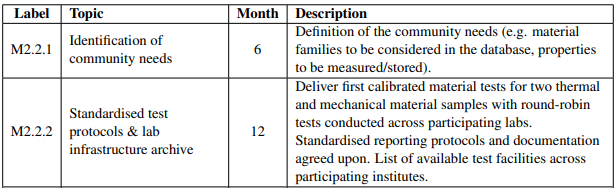 Label Topic Month Description
M2.2.1 Identification of community needs 6 Definition of the community needs (e.g. material
families to be considered in the database, properties
to be measured/stored).
M2.2.2 Standardised test protocols & lab infrastructure archive 12 Deliver first calibrated material tests for two thermal
and mechanical material samples with round-robin
tests conducted across participating labs.
Standardised reporting protocols and documentation
agreed upon. List of available test facilities across
participating institutes.